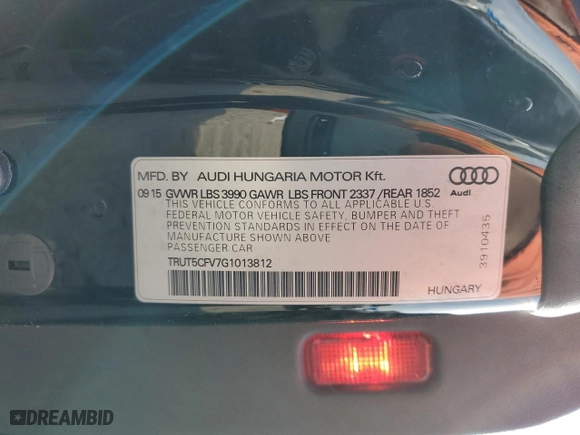 MFD. BY AUDI HUNGARIA MOTOR Kft.
09 15 GVWR LBS 3990 GAWR LBS FRONT 2337 /REAR 1852
THIS VEHICLE CONFORMS TO ALL APPLICABLE U.S.
FEDERAL MOTOR VEHICLE SAFETY, BUMPER AND THEFT
PREVENTION STANDARDS IN EFFECT ON THE DATE
OF MANUFACTURE SHOWN ABOVE
PASSENGER CAR
TRUT5CFV7G1013812
Audi
3910435
HUNGARY
DREAMBID